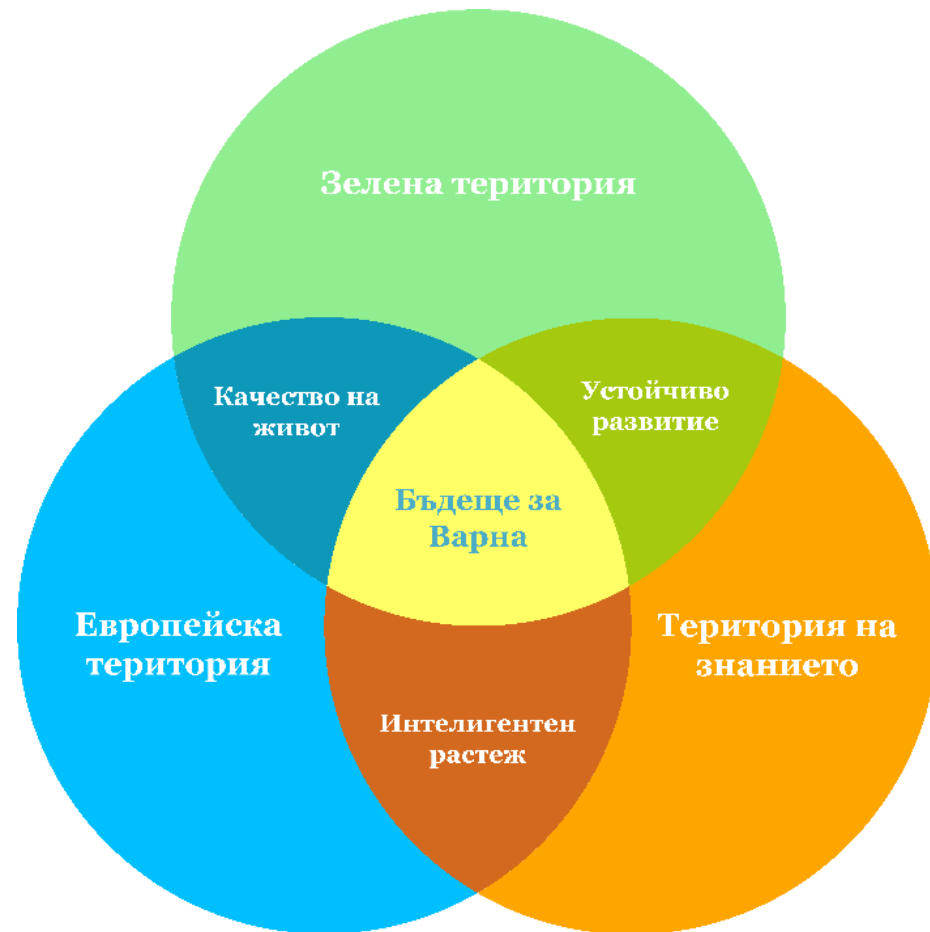 Зелена територия
Качество на
живот
Устойчиво
развитие
Бъдеще за
Варна
Европейска
територия
Територия на
знанието
Интелигентен
растеж